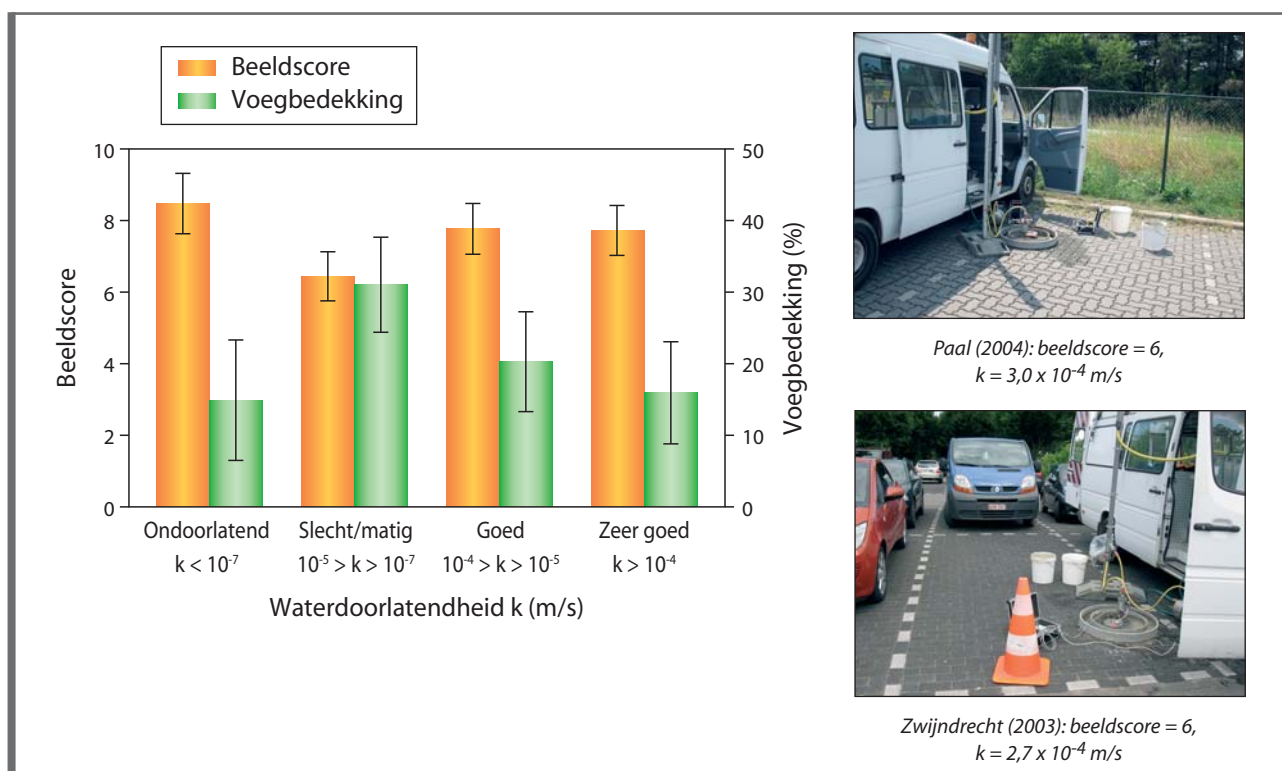 Beeldscore
Voegbedekking
10
8
6
4
2
0
Beeldscore
50
40
30
20
10
0
Voegbedekking (%)
Ondoorlatend
k < 10⁻⁷
Slecht/matig
10⁻⁵ > k > 10⁻⁷
Goed
10⁻⁴ > k > 10⁻⁵
Zeer goed
k > 10⁻⁴
Waterdoorlatendheid k (m/s)
Paal (2004): beeldscore = 6,
k = 3,0 x 10⁻⁴ m/s
Zwijndrecht (2003): beeldscore = 6,
k = 2,7 x 10⁻⁴ m/s